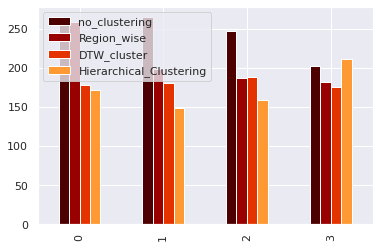 no_clustering
Region_wise
DTW_cluster
Hierarchical_Clustering
250
200
150
100
50
0
0 1 2 3